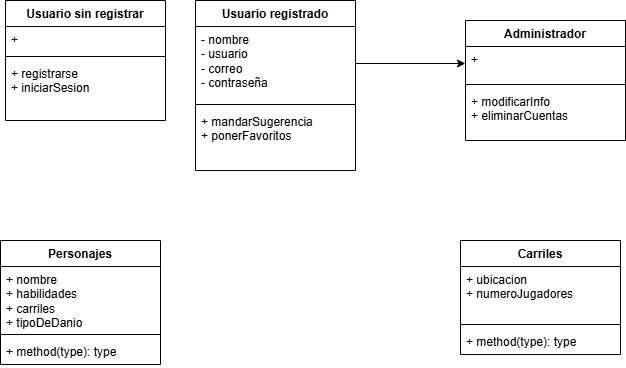 Usuario sin registrar
+
+ registrarse
+ iniciarSesion
Usuario registrado
- nombre
- usuario
- correo
- contraseña
+ mandarSugerencia
+ ponerFavoritos
Administrador
+
+ modificarInfo
+ eliminarCuentas
Personajes
+ nombre
+ habilidades
+ carriles
+ tipoDeDanio
+ method(type): type
Carriles
+ ubicacion
+ numeroJugadores
+ method(type): type